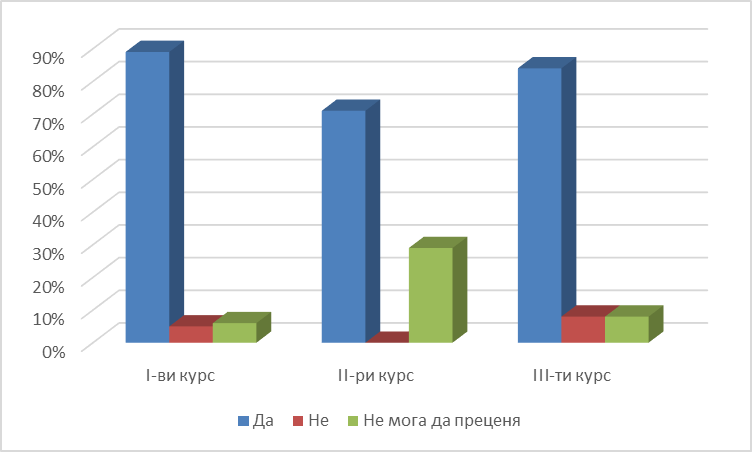 90%
80%
70%
60%
50%
40%
30%
20%
10%
0%
I-ви курс
II-ри курс
III-ти курс
Да
Не
Не мога да преценя